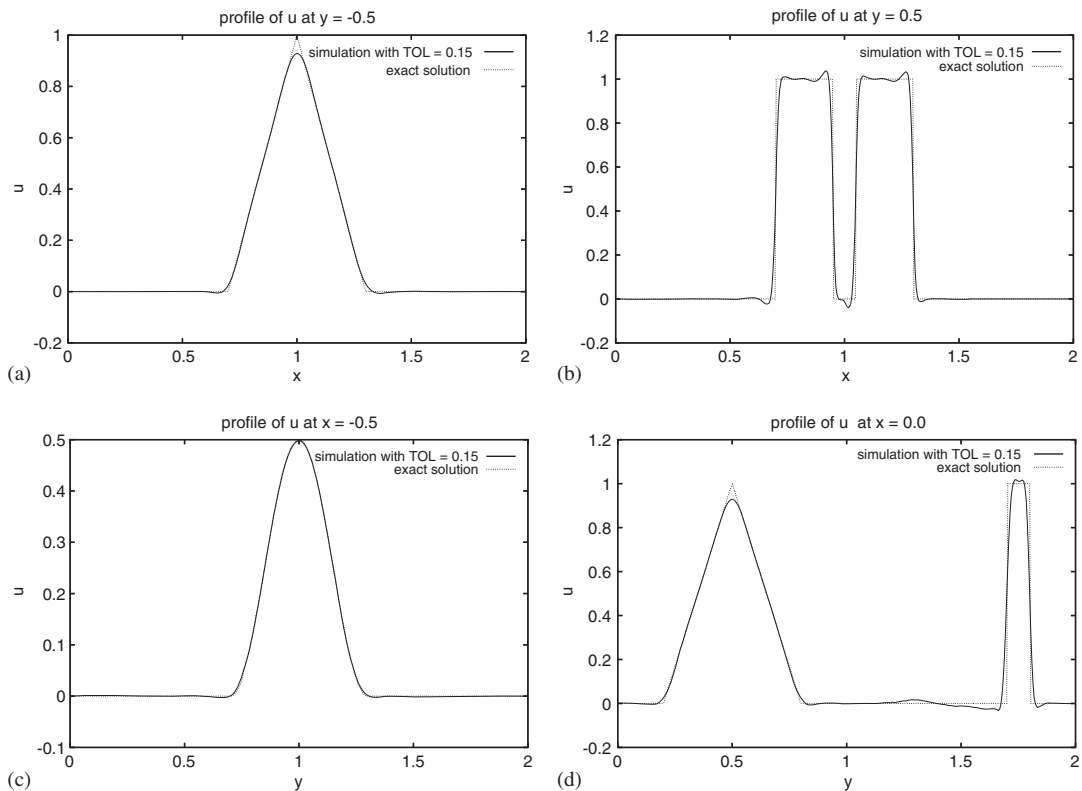 profile of u at y = -0.5
1
0.8
0.6
0.4
0.2
0
-0.2
u
simulation with TOL = 0.15
exact solution
0 0.5 1 1.5 2
x
(a)
profile of u at y = 0.5
1.2
1
0.8
0.6
0.4
0.2
0
-0.2
u
simulation with TOL = 0.15
exact solution
0 0.5 1 1.5 2
x
(b)
profile of u at x = -0.5
0.5
0.4
0.3
0.2
0.1
0
-0.1
u
simulation with TOL = 0.15
exact solution
0 0.5 1 1.5 2
y
(c)
profile of u at x = 0.0
1.2
1
0.8
0.6
0.4
0.2
0
-0.2
u
simulation with TOL = 0.15
exact solution
0 0.5 1 1.5 2
y
(d)